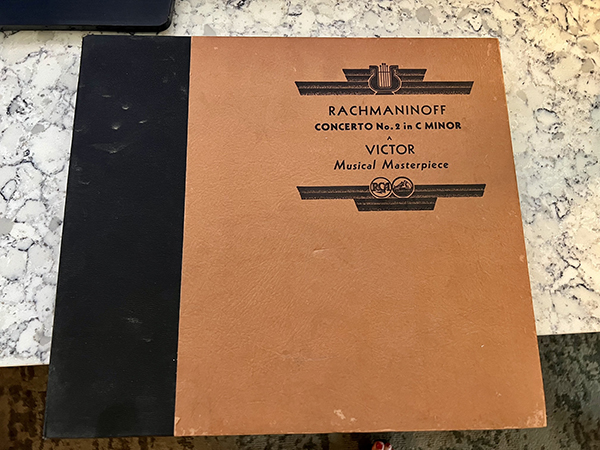 RACHMANINOFF
CONCERTO No. 2 in C MINOR
A
VICTOR
Musical Masterpiece
RCA